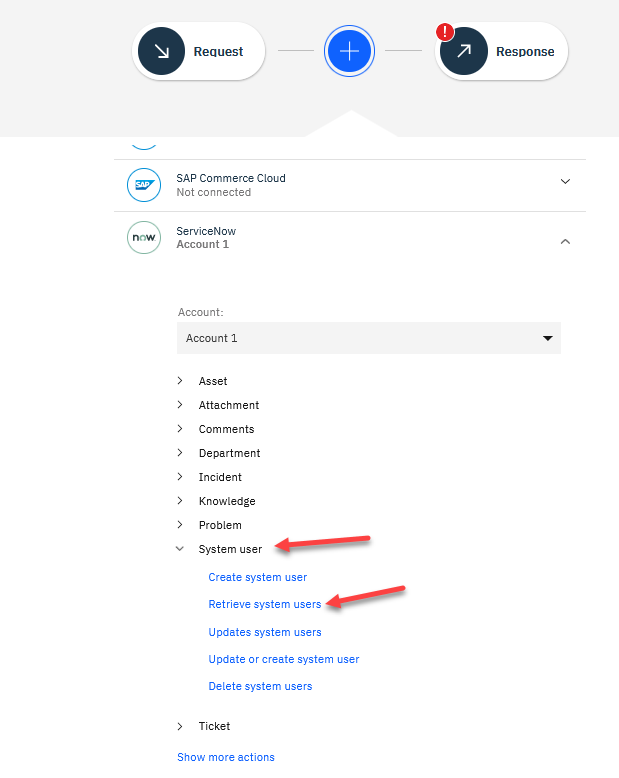 Request
!
Response
SAP
SAP Commerce Cloud
Not connected
now
ServiceNow
Account 1
Account:
Account 1
Asset
Attachment
Comments
Department
Incident
Knowledge
Problem
System user
Create system user
Retrieve system users
Updates system users
Update or create system user
Delete system users
Ticket
Show more actions